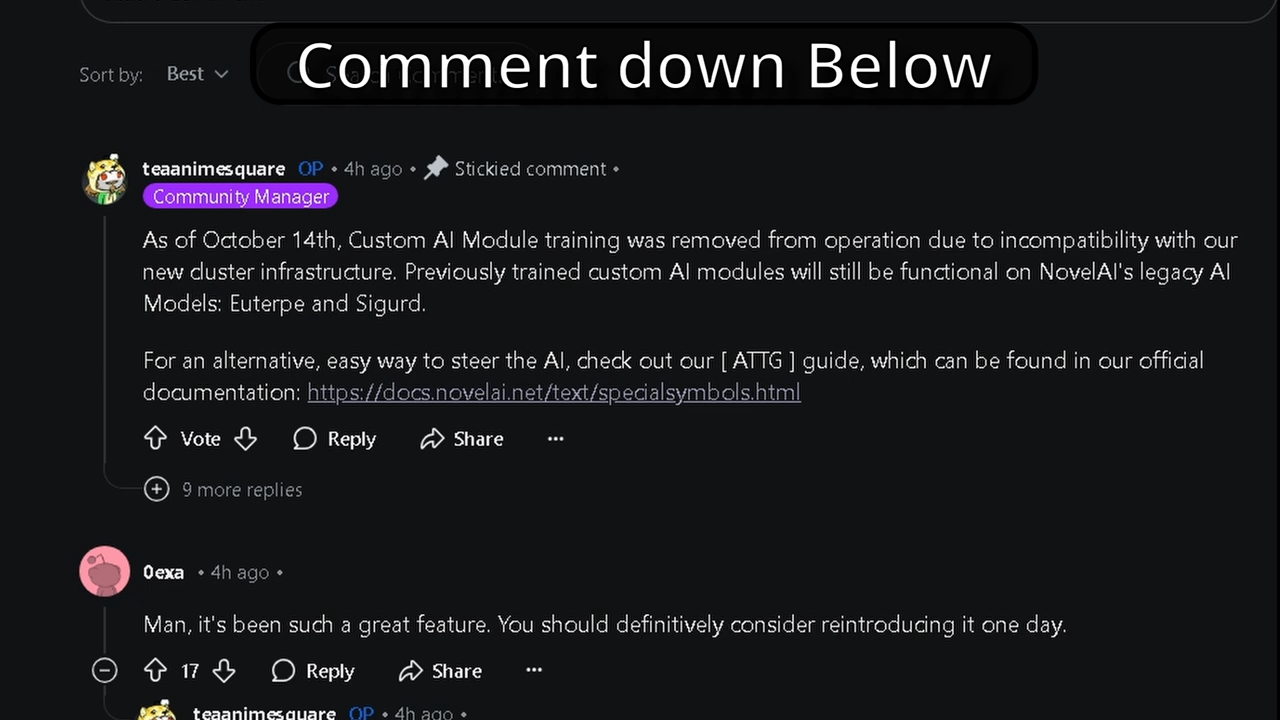 Comment down Below
Sort by: Best
teaanimesquare OP • 4h ago • Stickied comment •
Community Manager
As of October 14th, Custom AI Module training was removed from operation due to incompatibility with our
new cluster infrastructure. Previously trained custom AI modules will still be functional on NovelAI's legacy AI
Models: Euterpe and Sigurd.
For an alternative, easy way to steer the AI, check out our [ ATTG ] guide, which can be found in our official
documentation: https://docs.novelai.net/text/specialsymbols.html
Vote Reply Share
9 more replies
0exa • 4h ago •
Man, it's been such a great feature. You should definitively consider reintroducing it one day.
17 Reply Share
teaanimesquare OP • 4h ago •